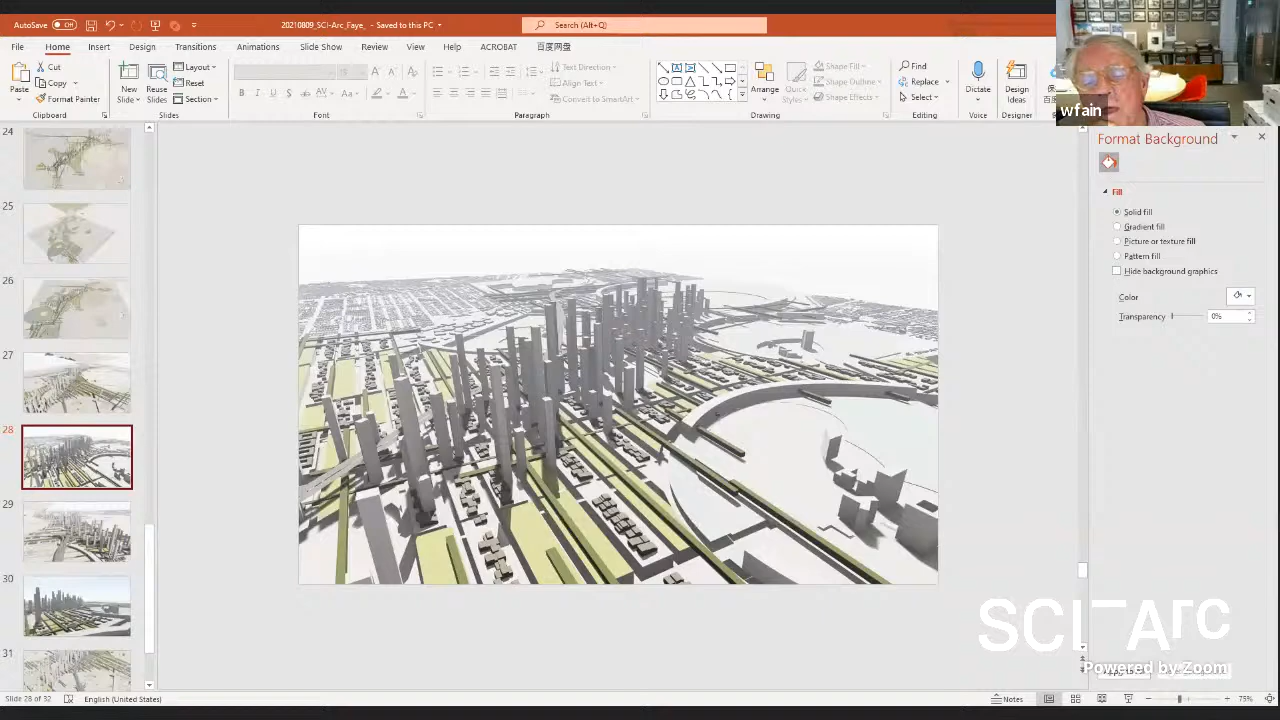 AutoSave Off 20210809_SCI-Arc_Faye_ - Saved to this PC Search (Alt+Q)
File Home Insert Design Transitions Animations Slide Show Review View Help ACROBAT 百度网盘
Paste
Cut
Copy
Format Painter
Clipboard
New Slide
Reuse Slides
Layout
Reset
Section
Slides
B I U S AV Aa A
Font
Text Direction
Align Text
Convert to SmartArt
Paragraph
Arrange
Quick Styles
Shape Fill
Shape Outline
Shape Effects
Drawing
Find
Replace
Select
Editing
Dictate
Voice
Design Ideas
Designer
wfain
24
25
26
27
28
29
30
31
Format Background
Fill
Solid fill
Gradient fill
Picture or texture fill
Pattern fill
Hide background graphics
Color
Transparency 0%
SCI-Arc
Powered by Zoom
Slide 28 of 32 English (United States) Notes 75%